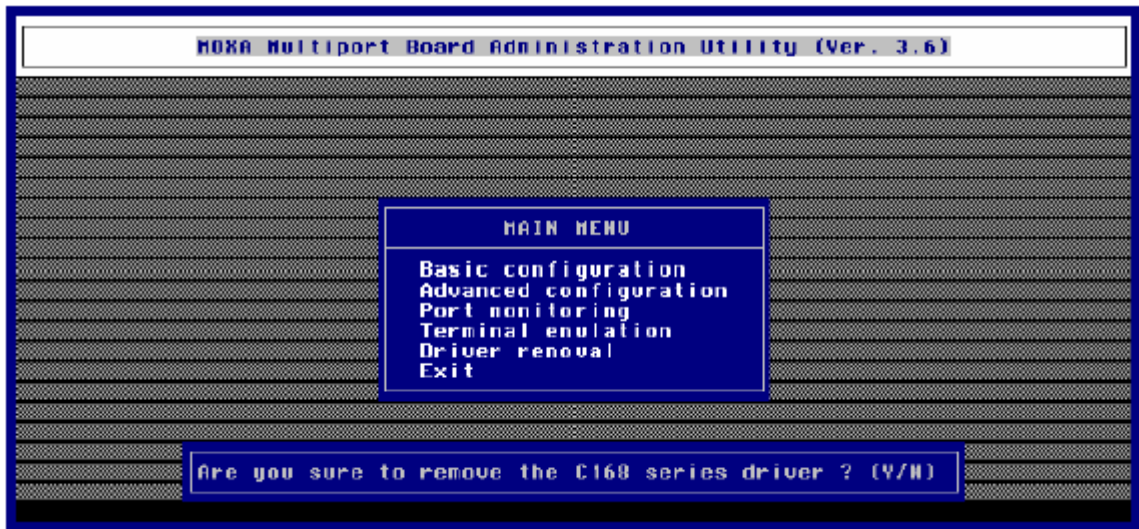 MOXA Multiport Board Administration Utility (Ver. 3.6)
MAIN MENU
Basic configuration
Advanced configuration
Port monitoring
Terminal emulation
Driver removal
Exit
Are you sure to remove the C168 series driver ? (Y/N)